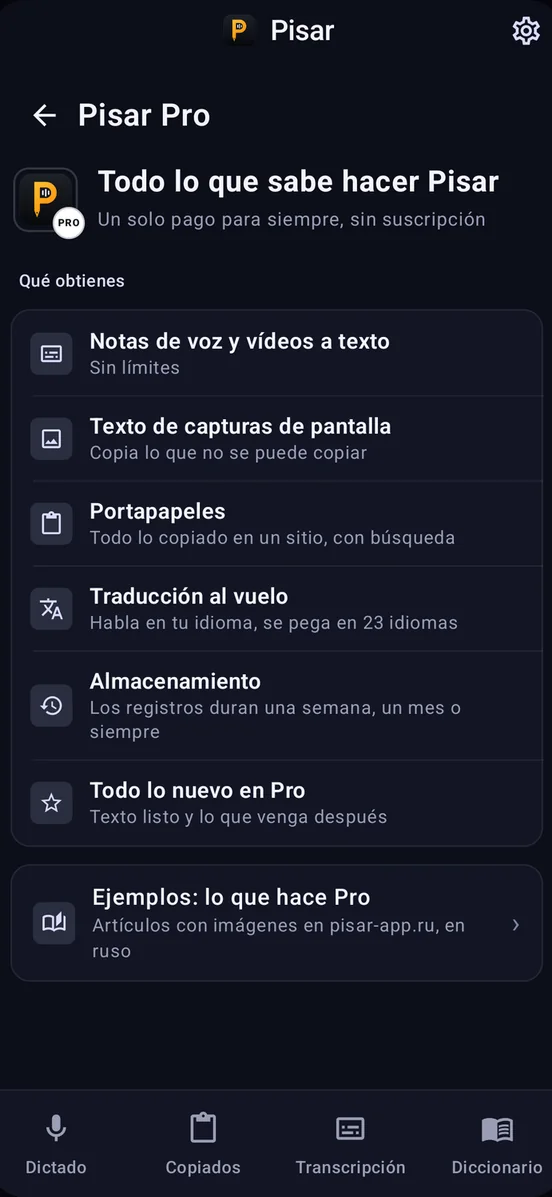 Pisar
Pisar Pro
PRO
Todo lo que sabe hacer Pisar
Un solo pago para siempre, sin suscripción
Qué obtienes
Notas de voz y vídeos a texto
Sin límites
Texto de capturas de pantalla
Copia lo que no se puede copiar
Portapapeles
Todo lo copiado en un sitio, con búsqueda
Traducción al vuelo
Habla en tu idioma, se pega en 23 idiomas
Almacenamiento
Los registros duran una semana, un mes o
siempre
Todo lo nuevo en Pro
Texto listo y lo que venga después
Ejemplos: lo que hace Pro
Artículos con imágenes en pisar-app.ru, en
ruso
Dictado
Copiados
Transcripción
Diccionario